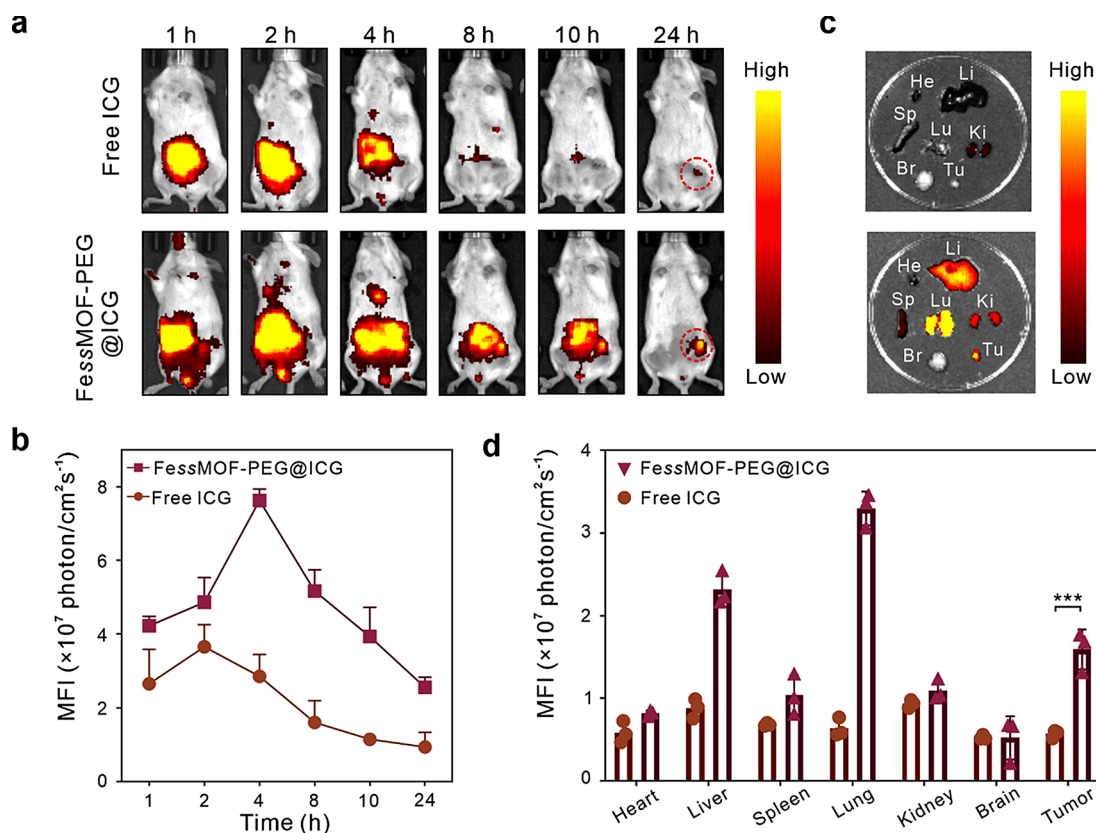 a
1 h 2 h 4 h 8 h 10 h 24 h
Free ICG
FessMOF-PEG
@ICG
High
Low
c
He
Li
Sp
Lu
Ki
Br
Tu
Li
He
Sp
Lu
Ki
Br
Tu
High
Low
b
FessMOF-PEG@ICG
Free ICG
MFI (×10⁷ photon/cm²s⁻¹)
8
6
4
2
0
1 2 4 8 10 24
Time (h)
d
FessMOF-PEG@ICG
Free ICG
MFI (×10⁷ photon/cm²s⁻¹)
4
3
2
1
0
***
Heart Liver Spleen Lung Kidney Brain Tumor